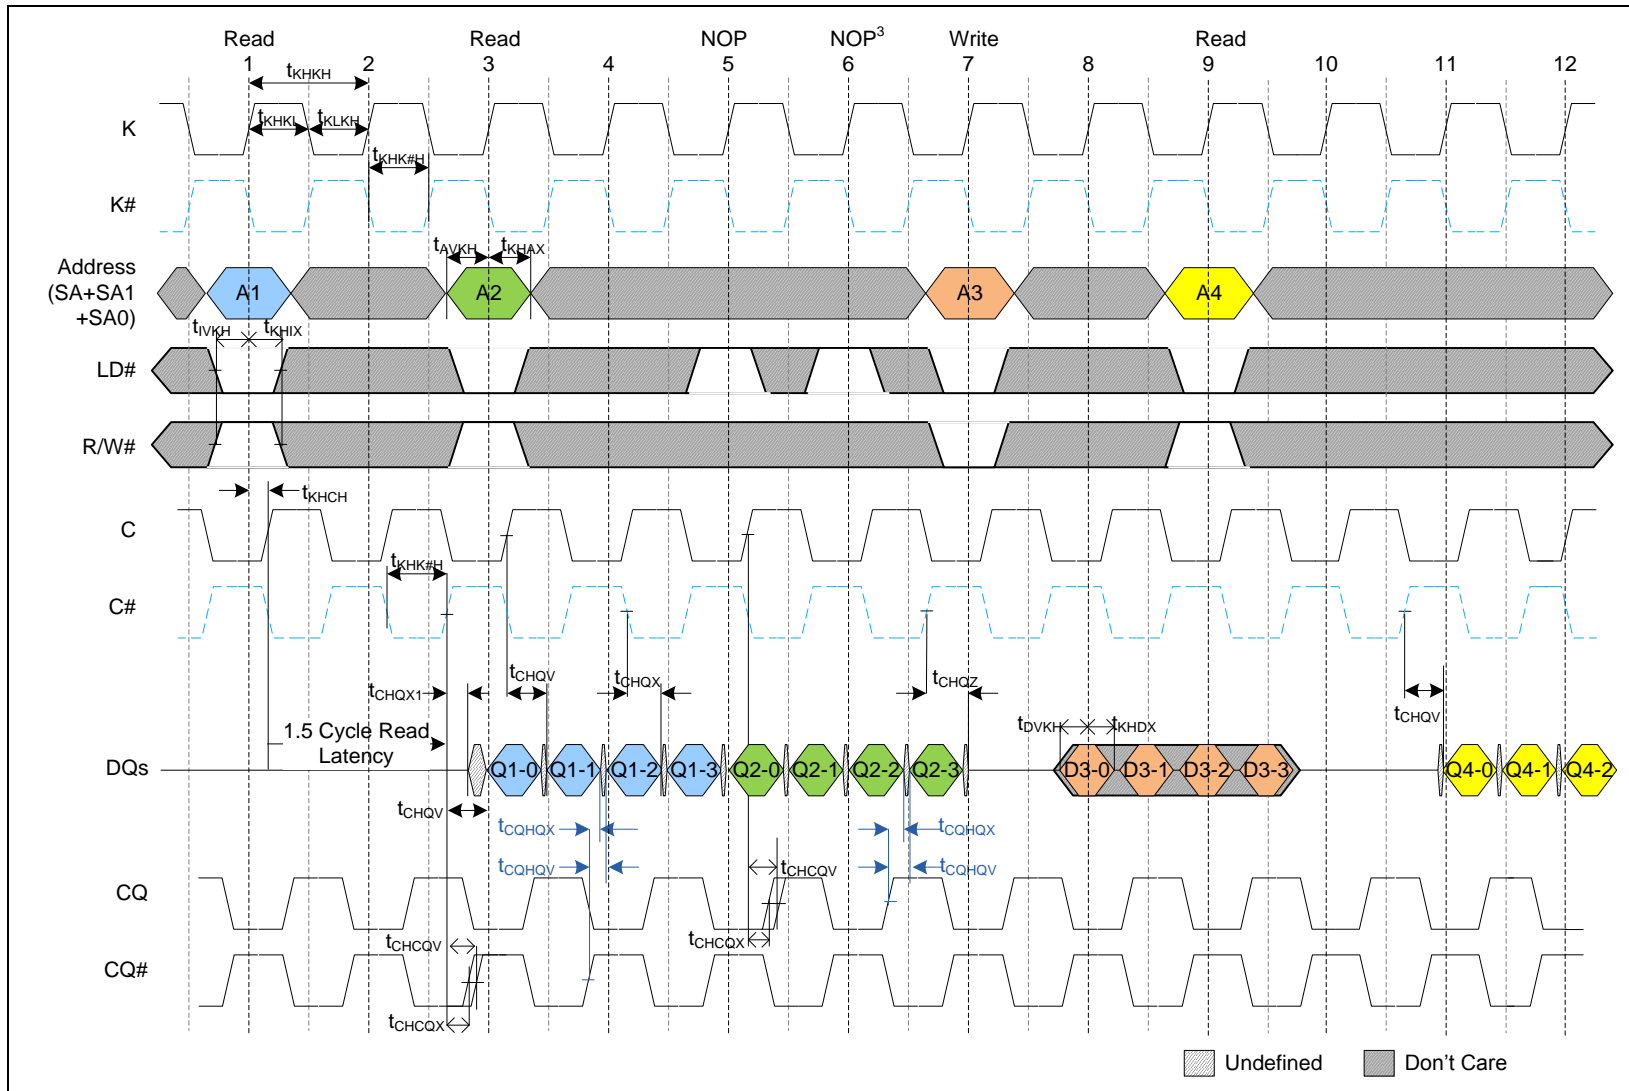 Read Read NOP NOP3 Write Read
1 2 3 4 5 6 7 8 9 10 11 12
tKHKH
K
tKHKL tKLKH
tKHK#H
K#
tAVKH tKHAX
Address
(SA+SA1
+SA0)
A1 A2 A3 A4
tIVKH tKHIX
LD#
R/W#
tKHCH
C
tKHK#H
C#
tCHQX1 tCHQV tCHQX tCHQZ tCHQV
1.5 Cycle Read
Latency
tDVKH tKHDX
DQs
Q1-0 Q1-1 Q1-2 Q1-3 Q2-0 Q2-1 Q2-2 Q2-3 D3-0 D3-1 D3-2 D3-3 Q4-0 Q4-1 Q4-2
tCHQV
tCQHQX tCQHQX
tCQHQV tCHCQV tCQHQV
CQ
tCHCQV tCHCQX
CQ#
tCHCQX
Undefined Don't Care